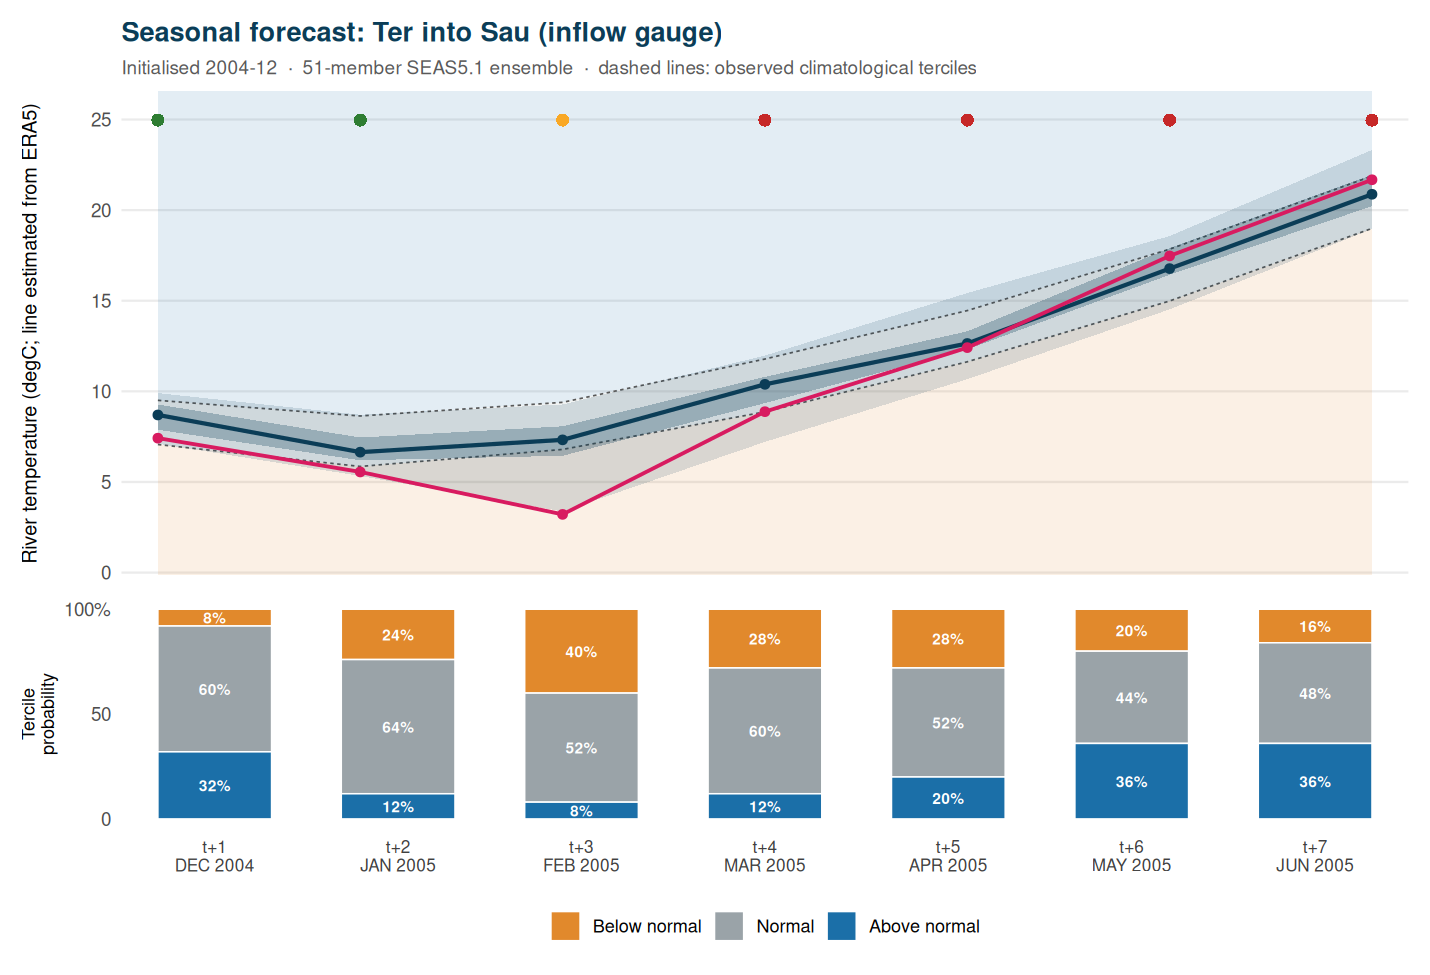 Seasonal forecast: Ter into Sau (inflow gauge)
Initialised 2004-12 · 51-member SEAS5.1 ensemble · dashed lines: observed climatological terciles
River temperature (degC; line estimated from ERA5)
25
20
15
10
5
0
Tercile
probability
100%
50
0
8%
60%
32%
24%
64%
12%
40%
52%
8%
28%
60%
12%
28%
52%
20%
20%
44%
36%
16%
48%
36%
t+1
DEC 2004
t+2
JAN 2005
t+3
FEB 2005
t+4
MAR 2005
t+5
APR 2005
t+6
MAY 2005
t+7
JUN 2005
Below normal
Normal
Above normal